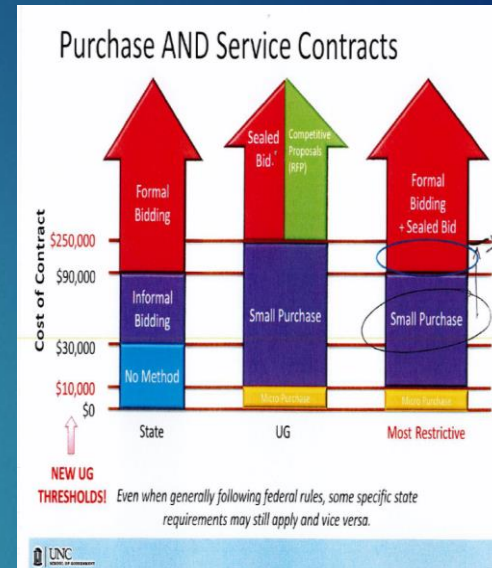 Purchase AND Service Contracts
Cost of Contract
$250,000
$90,000
$30,000
$10,000
$0
Formal
Bidding
Informal
Bidding
No Method
State
Sealed
Bid.
Competitive
Proposals
(RFP)
Small Purchase
Micro Purchase
UG
Formal
Bidding
+ Sealed Bid
Small Purchase
Micro Purchase
Most Restrictive
NEW UG
THRESHOLDS!
Even when generally following federal rules, some specific state
requirements may still apply and vice versa.
UNC
SCHOOL OF GOVERNMENT